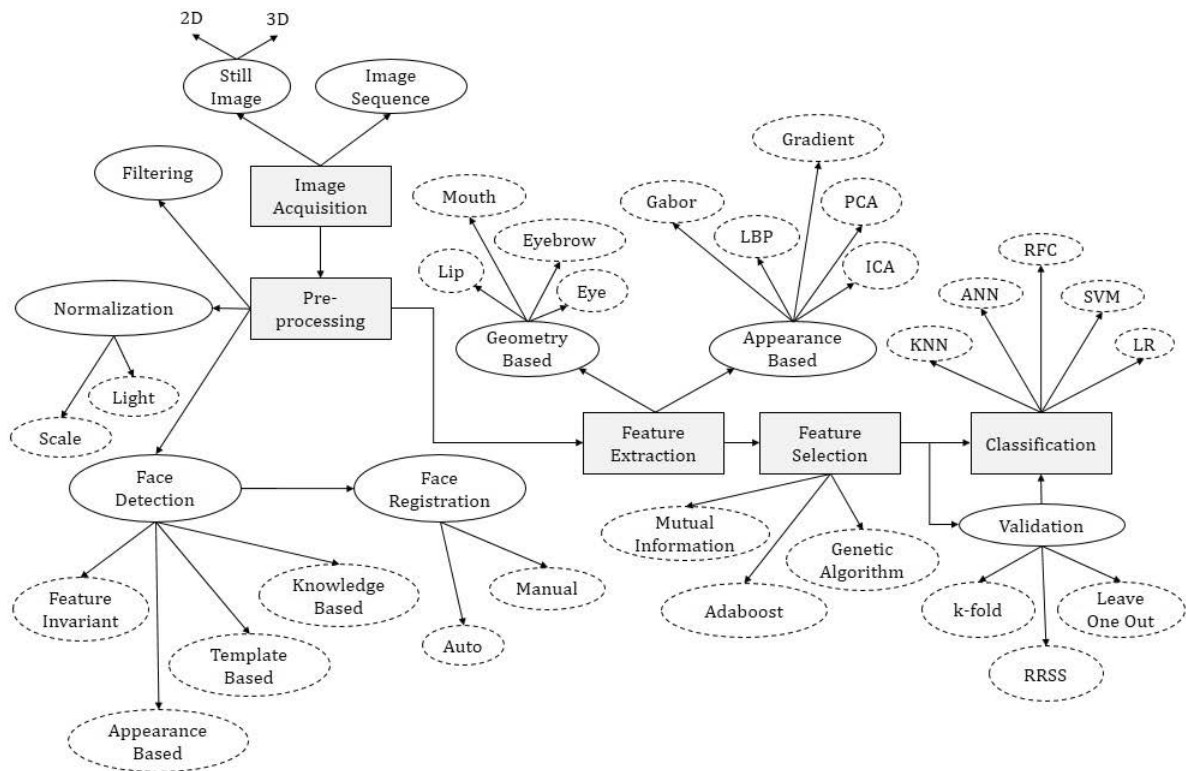 2D
3D
Still
Image
Image
Sequence
Filtering
Image
Acquisition
Normalization
Pre-
processing
Light
Scale
Mouth
Eyebrow
Lip
Eye
Geometry
Based
Gradient
Gabor
PCA
LBP
ICA
Appearance
Based
RFC
ANN
SVM
KNN
LR
Feature
Extraction
Feature
Selection
Classification
Face
Detection
Face
Registration
Mutual
Information
Genetic
Algorithm
Adaboost
Validation
Feature
Invariant
Knowledge
Based
Template
Based
Appearance
Based
Manual
Auto
k-fold
Leave
One Out
RRSS